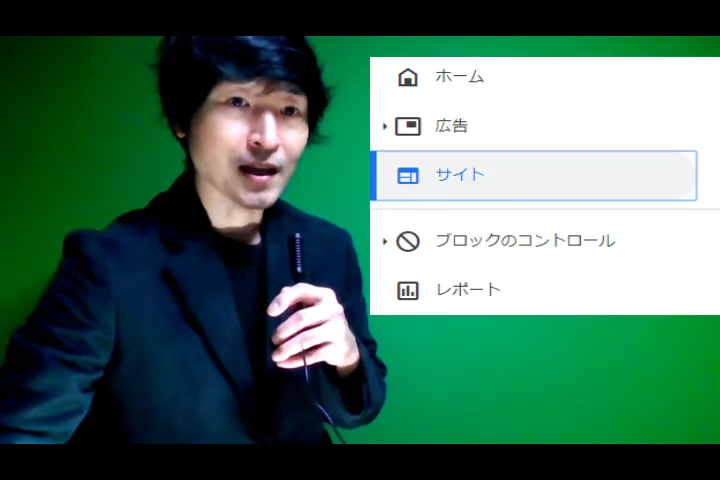 ホーム
広告
サイト
ブロックのコントロール
レポート